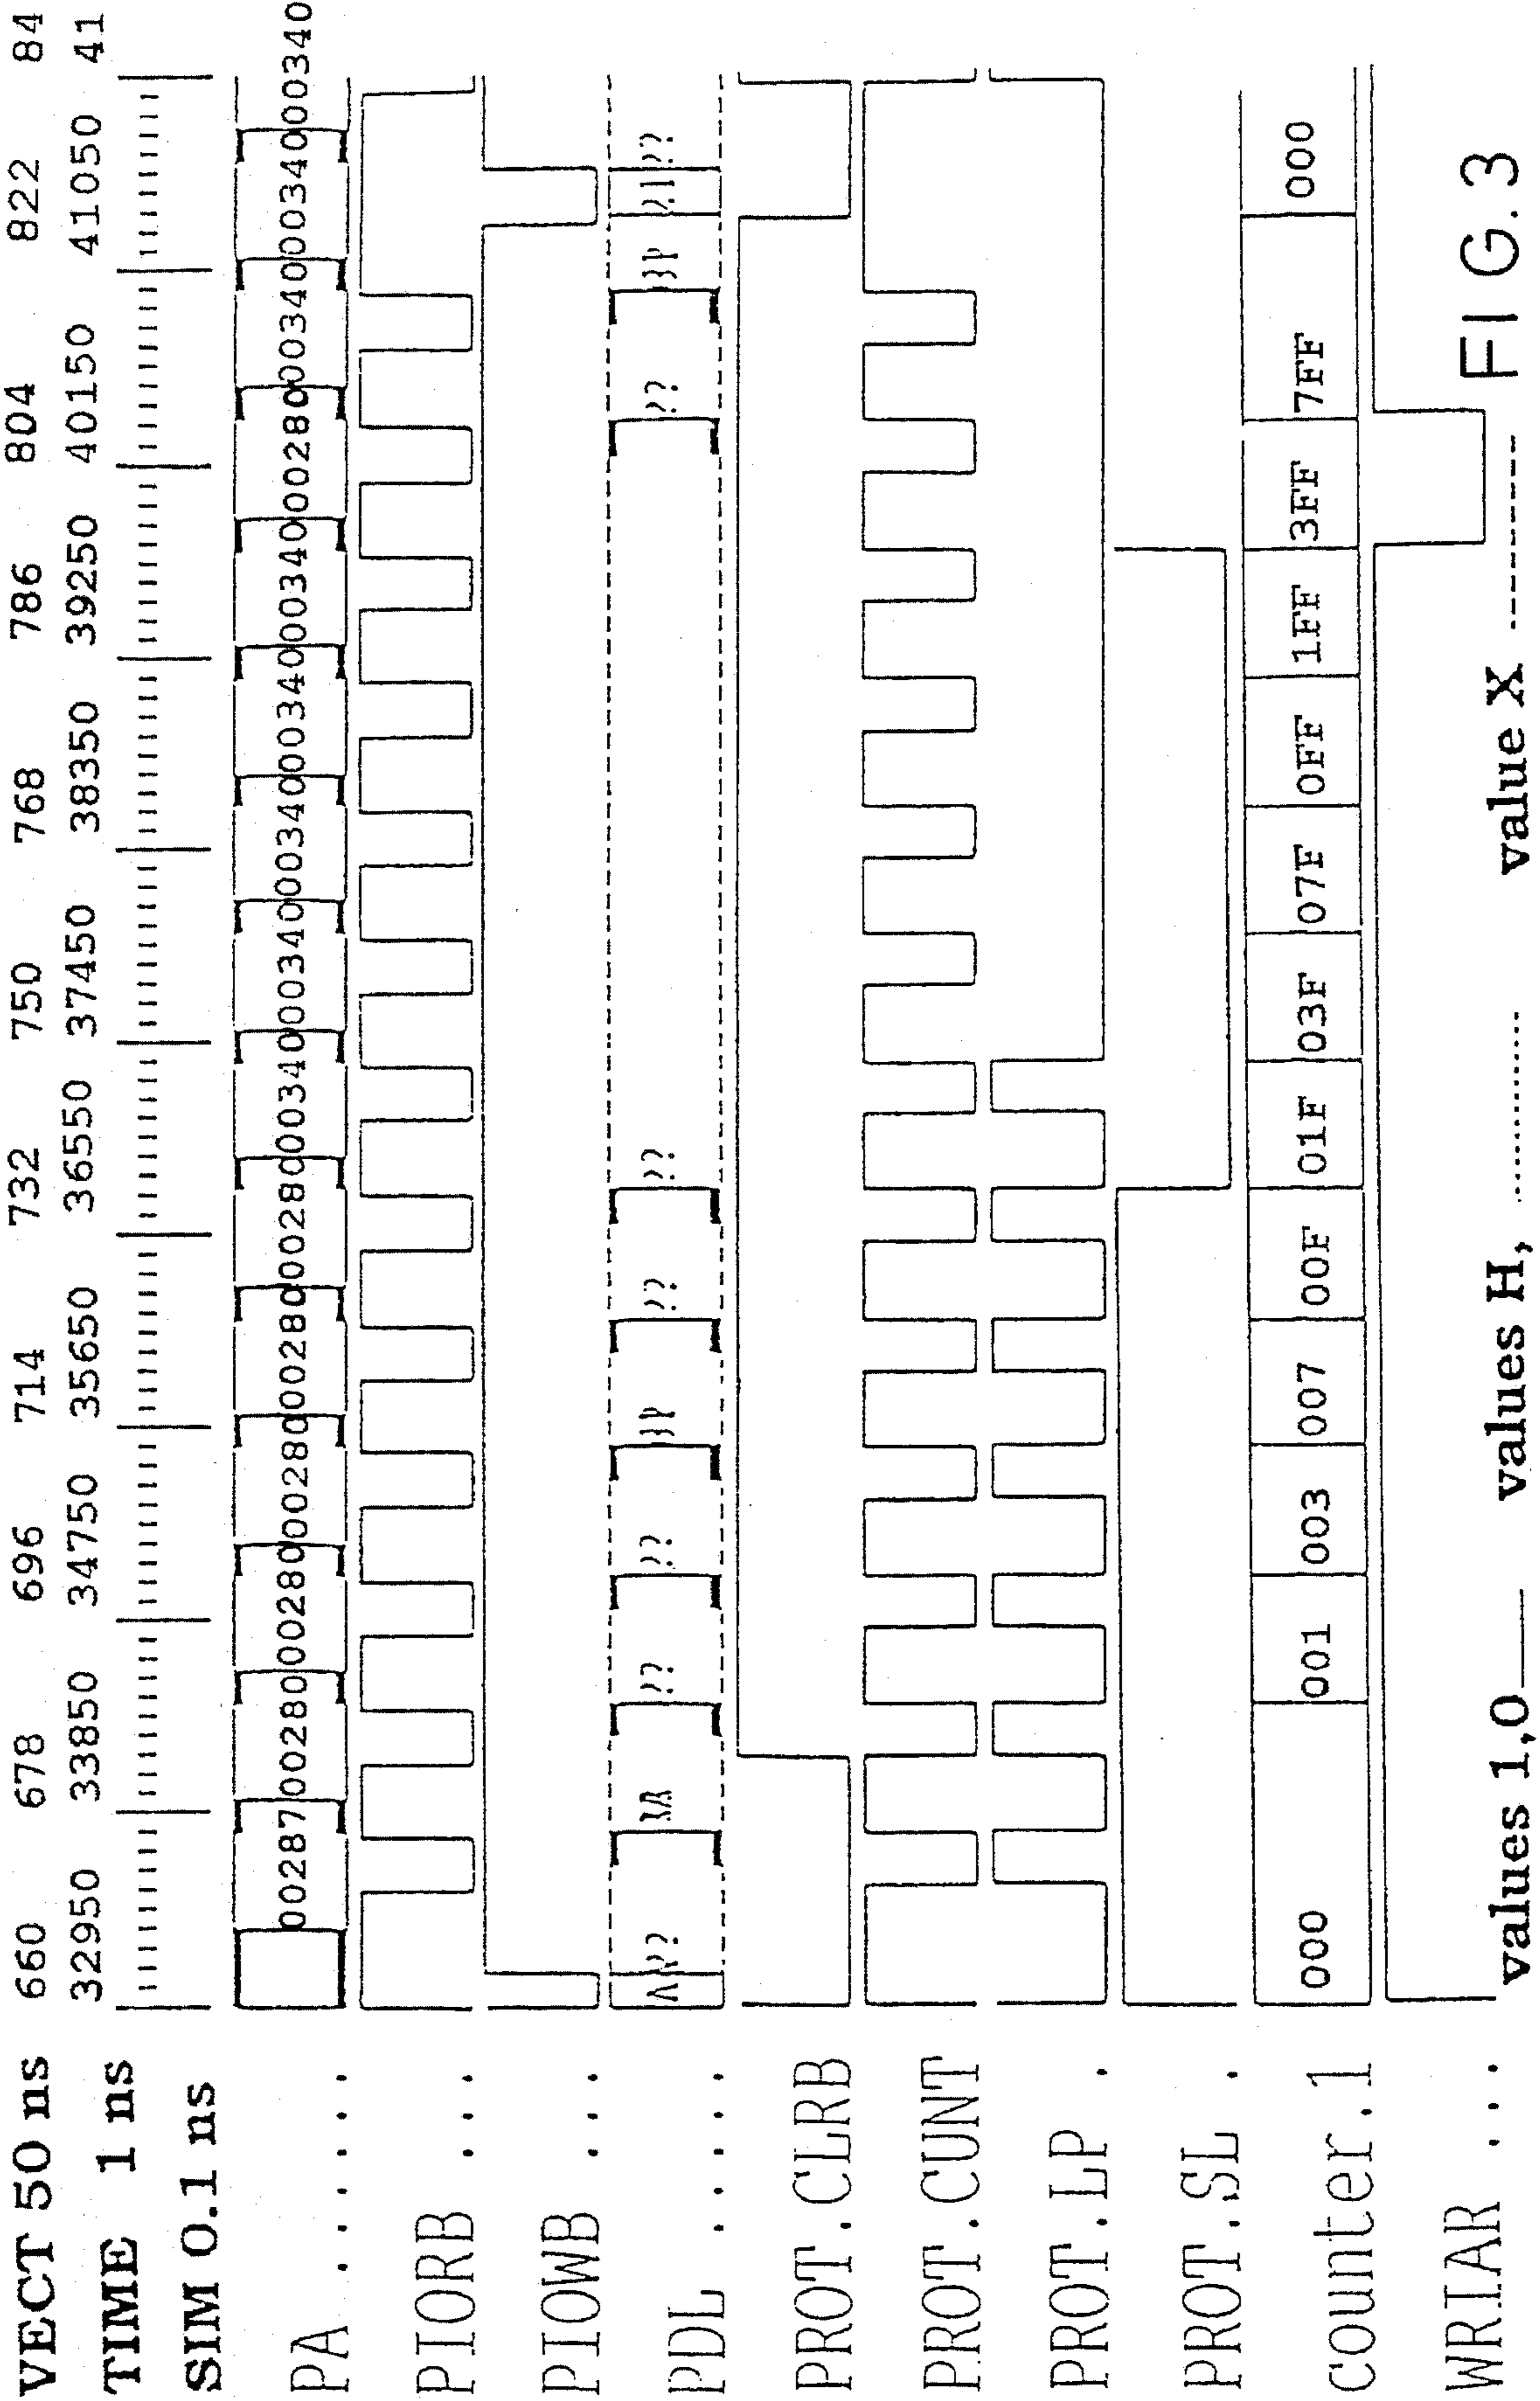 VECT 50 ns 660 678 696 714 732 750 768 786 804 822 84
TIME 1 ns 32950 33850 34750 35650 36550 37450 38350 39250 40150 41050 41
SIM 0.1 ns
PA ...... 00287 00280 00280 00280 00280 00280 00340 00340 00340 00340 00340 00280 00340 00340 00340
PIORB ...
PIOWB ...
PDL ..... ?? ?? ?? ?? ?? ?? ??
PROT.CLRB
PROT.CUNT
PROT.LP .
PROT.SL .
Counter.1 000 001 003 007 00F 01F 03F 07F 0FF 1FF 3FF 7FF 000
WRIAR ...
values 1,0 values H, ........... value X ----------
FIG.3